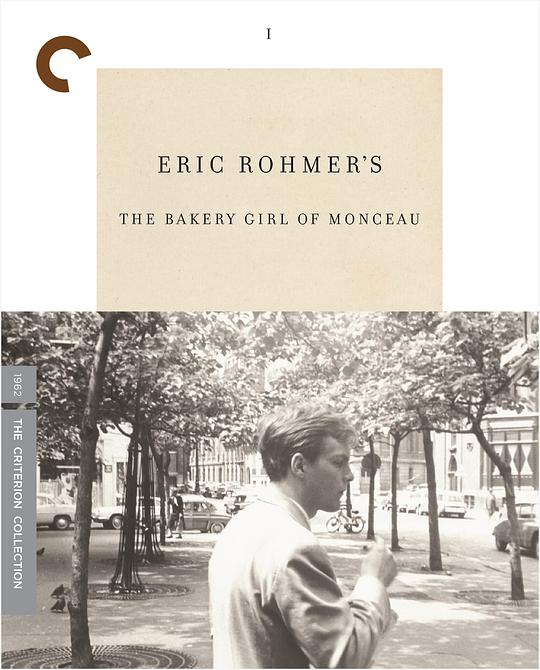 I
ERIC ROHMER'S
THE BAKERY GIRL OF MONCEAU
1962
THE CRITERION COLLECTION